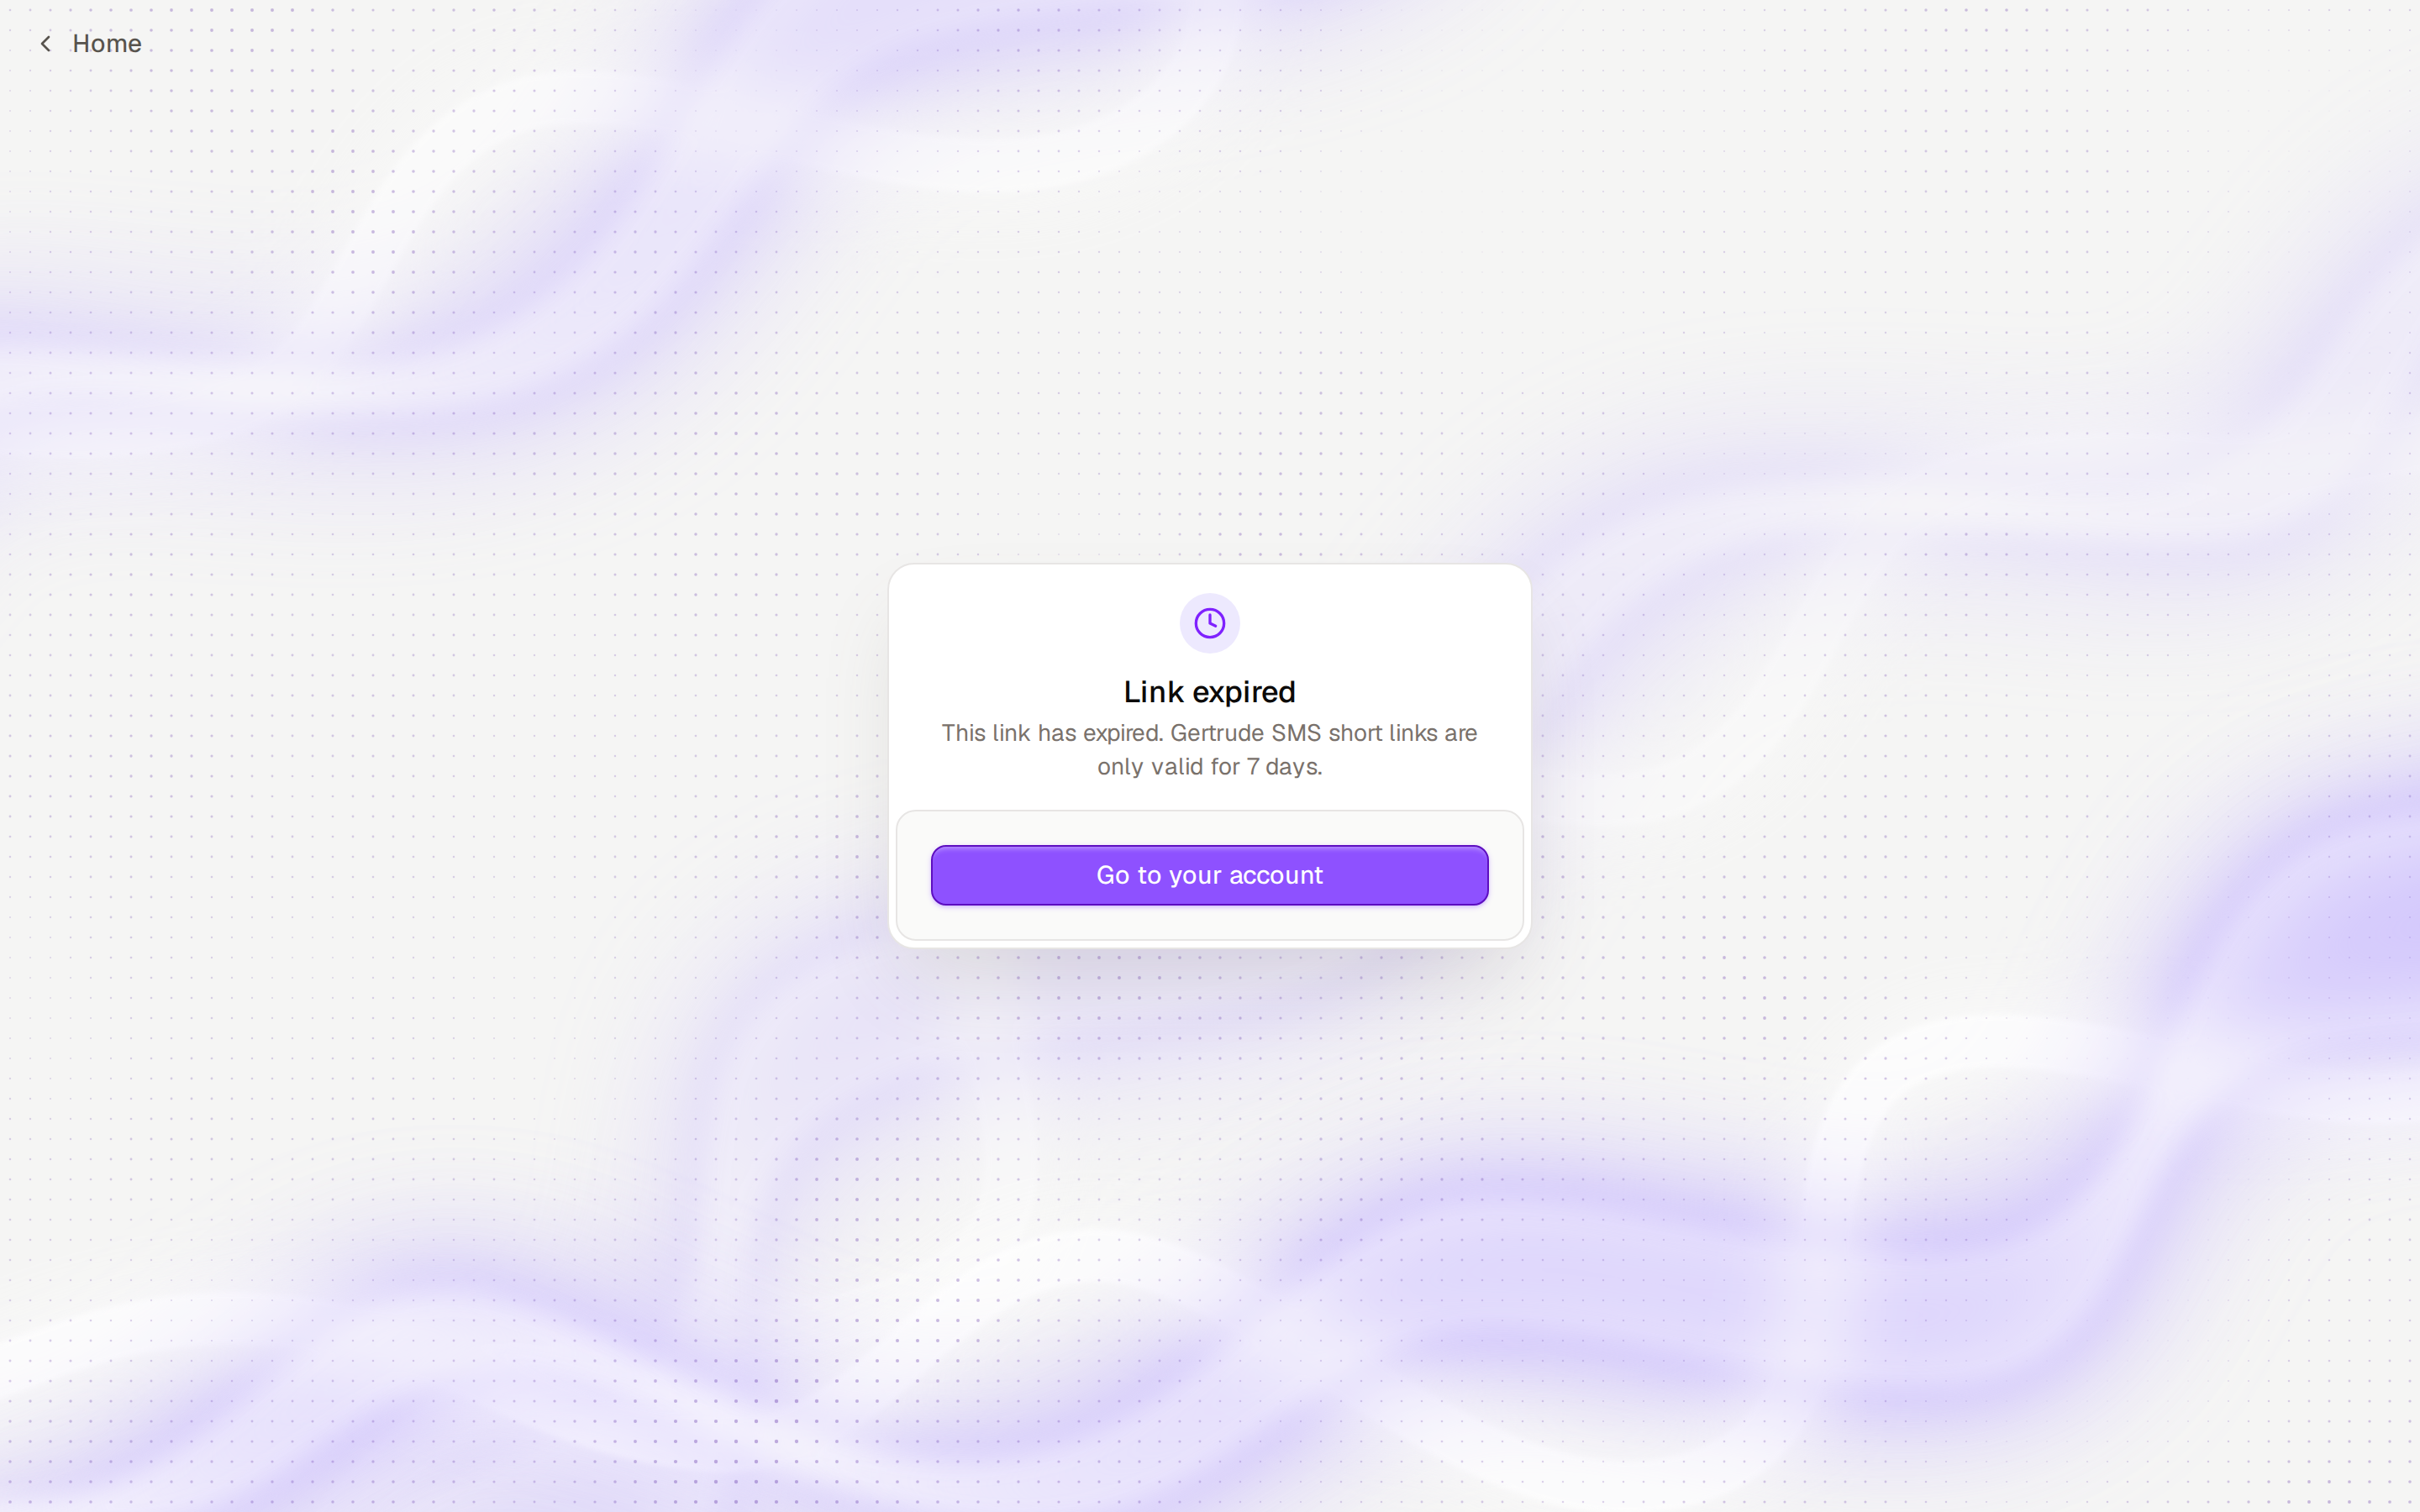 Home
Link expired
This link has expired. Gertrude SMS short links are
only valid for 7 days.
Go to your account